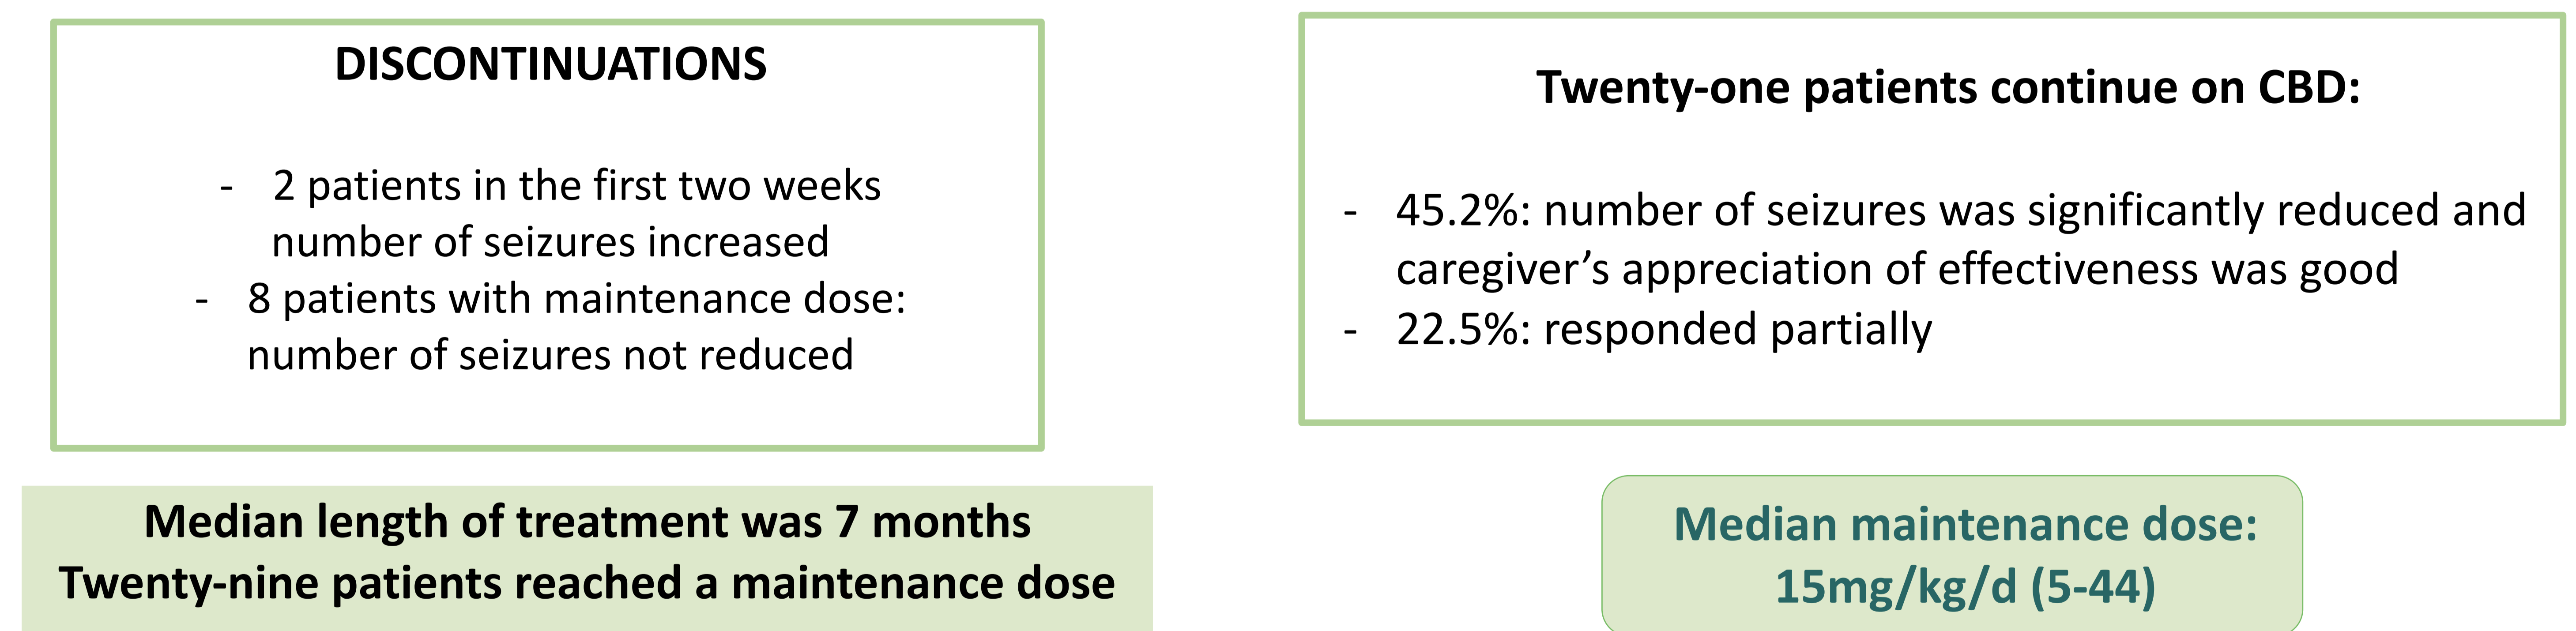 DISCONTINUATIONS
- 2 patients in the first two weeks
number of seizures increased
- 8 patients with maintenance dose:
number of seizures not reduced
Twenty-one patients continue on CBD:
- 45.2%: number of seizures was significantly reduced and
caregiver’s appreciation of effectiveness was good
- 22.5%: responded partially
Median length of treatment was 7 months
Twenty-nine patients reached a maintenance dose
Median maintenance dose:
15mg/kg/d (5-44)